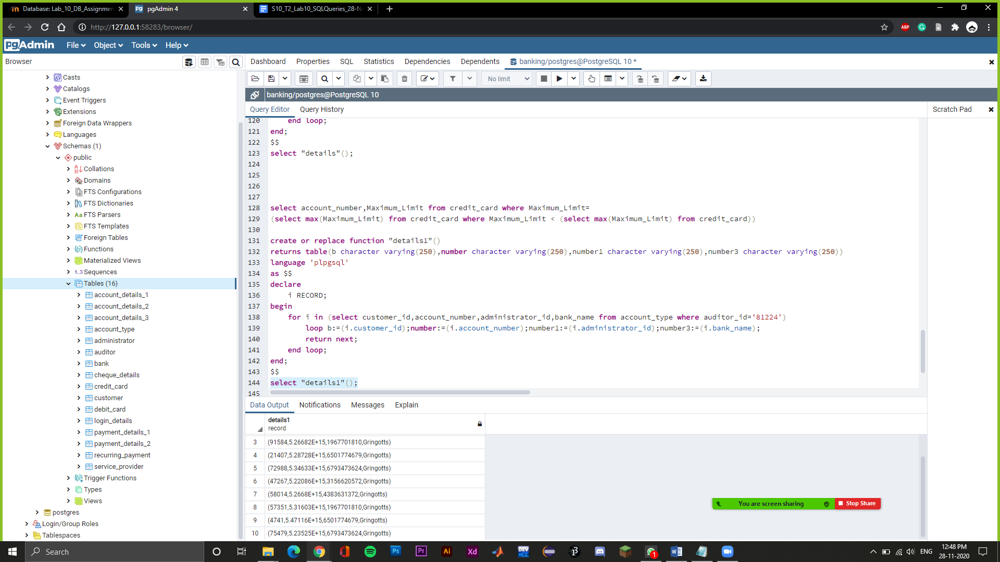 Database: Lab_10_DB_Assignmen
pgAdmin 4
S10_T2_Lab10_SQLQueries_28-N
http://127.0.0.1:58283/browser/
ABP
pgAdmin
File
Object
Tools
Help
Browser
Dashboard
Properties
SQL
Statistics
Dependencies
Dependents
banking/postgres@PostgreSQL 10 *
No limit
banking/postgres@PostgreSQL 10
Query Editor
Query History
Scratch Pad
Casts
Catalogs
Event Triggers
Extensions
Foreign Data Wrappers
Languages
Schemas (1)
public
Collations
Domains
FTS Configurations
FTS Dictionaries
Aa FTS Parsers
FTS Templates
Foreign Tables
Functions
Materialized Views
1..3 Sequences
Tables (16)
account_details_1
account_details_2
account_details_3
account_type
administrator
auditor
bank
cheque_details
credit_card
customer
debit_card
login_details
payment_details_1
payment_details_2
recurring_payment
service_provider
Trigger Functions
Types
Views
postgres
Login/Group Roles
Tablespaces
120 end loop;
121 end;
122 $$
123 select "details"();
124
125
126
127
128 select account_number,Maximum_Limit from credit_card where Maximum_Limit=
129 (select max(Maximum_Limit) from credit_card where Maximum_Limit < (select max(Maximum_Limit) from credit_card))
130
131 create or replace function "details1"()
132 returns table(b character varying(250),number character varying(250),number1 character varying(250),number3 character varying(250))
133 language 'plpgsql'
134 as $$
135 declare
136 i RECORD;
137 begin
138 for i in (select customer_id,account_number,administrator_id,bank_name from account_type where auditor_id='81224')
139 loop b:=(i.customer_id);number:=(i.account_number);number1:=(i.administrator_id);number3:=(i.bank_name);
140 return next;
141 end loop;
142 end;
143 $$
144 select "details1"();
145
Data Output
Notifications
Messages
Explain
details1
record
3 (91584,5.26682E+15,1967701810,Gringotts)
4 (21407,5.28728E+15,6501774679,Gringotts)
5 (72988,5.34633E+15,6793473624,Gringotts)
6 (47267,5.22086E+15,3156620572,Gringotts)
7 (58014,5.2668E+15,4383631372,Gringotts)
8 (57351,5.31603E+15,1967701810,Gringotts)
9 (4741,5.47116E+15,6501774679,Gringotts)
10 (75479,5.23525E+15,6793473624,Gringotts)
You are screen sharing
Stop Share
Search
Ps
Pr
Ai
Xd
DEV
1
ENG
12:48 PM
28-11-2020